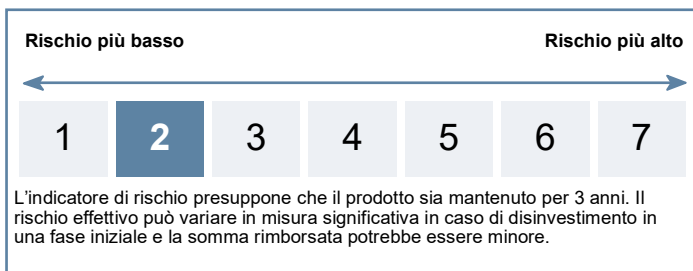 Rischio più basso Rischio più alto
1 2 3 4 5 6 7
L'indicatore di rischio presuppone che il prodotto sia mantenuto per 3 anni. Il
rischio effettivo può variare in misura significativa in caso di disinvestimento in
una fase iniziale e la somma rimborsata potrebbe essere minore.